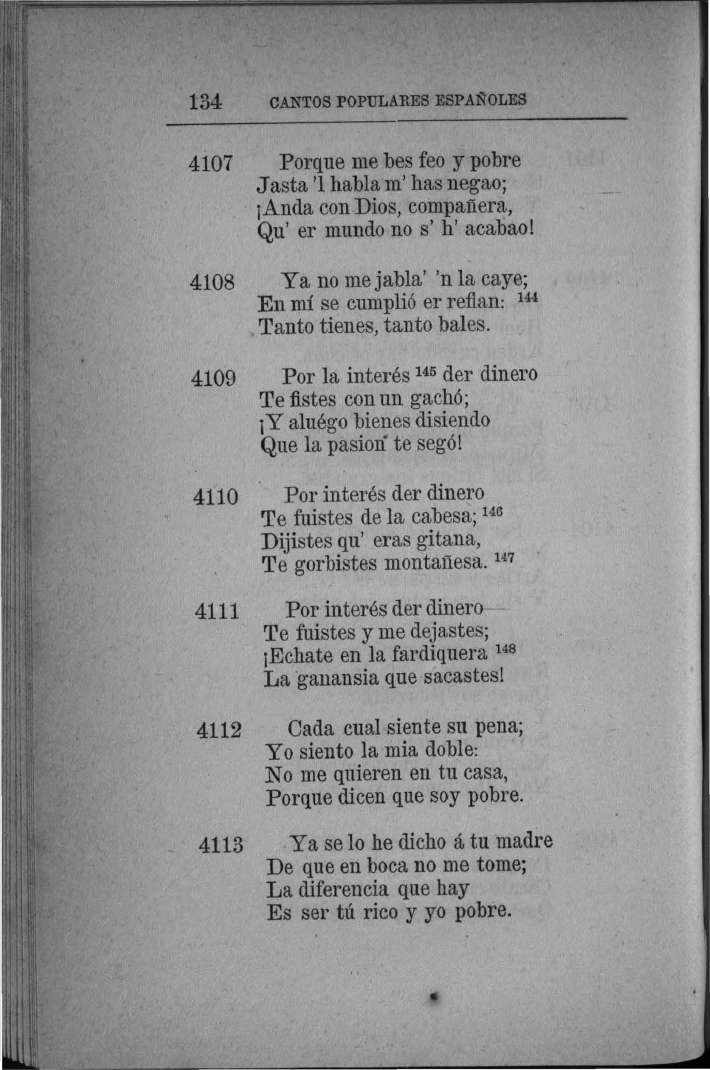 134 CANTOS POPULARES ESPAÑOLES
4107 Porque me bes feo y pobre
Jasta 'l habla m' has negao;
¡Anda con Dios, compañera,
Qu' er mundo no s' h' acabao!
4108 Ya no me jabla' 'n la caye;
En mí se cumplió er reflan: 144
Tanto tienes, tanto bales.
4109 Por la interés 145 der dinero
Te fistes con un gachó;
¡Y aluégo bienes disiendo
Que la pasion te segó!
4110 Por interés der dinero
Te fuistes de la cabesa; 146
Dijistes qu' eras gitana,
Te gorbistes montañesa. 147
4111 Por interés der dinero
Te fuistes y me dejastes;
¡Echate en la fardiquera 148
La ganansia que sacastes!
4112 Cada cual siente su pena;
Yo siento la mia doble:
No me quieren en tu casa,
Porque dicen que soy pobre.
4113 Ya se lo he dicho á tu madre
De que en boca no me tome;
La diferencia que hay
Es ser tú rico y yo pobre.